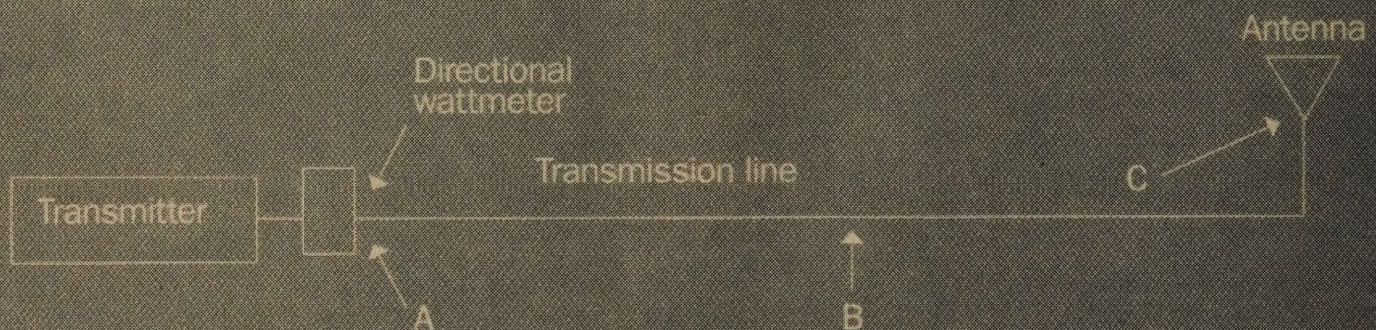 Antenna
Directional
wattmeter
Transmission line
C
Transmitter
A
B